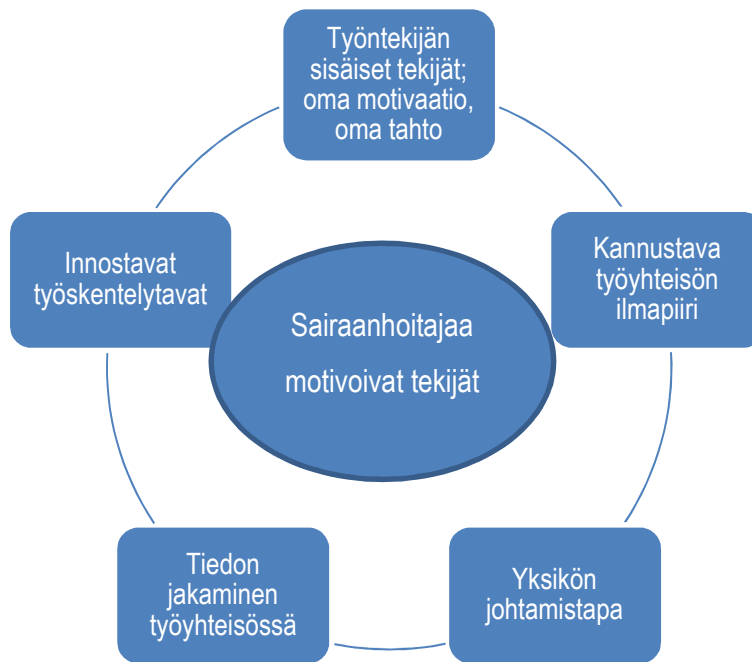 Työntekijän
sisäiset tekijät;
oma motivaatio,
oma tahto
Kannustava
työyhteisön
ilmapiiri
Yksikön
johtamistapa
Tiedon
jakaminen
työyhteisössä
Innostavat
työskentelytavat
Sairaanhoitajaa
motivoivat tekijät